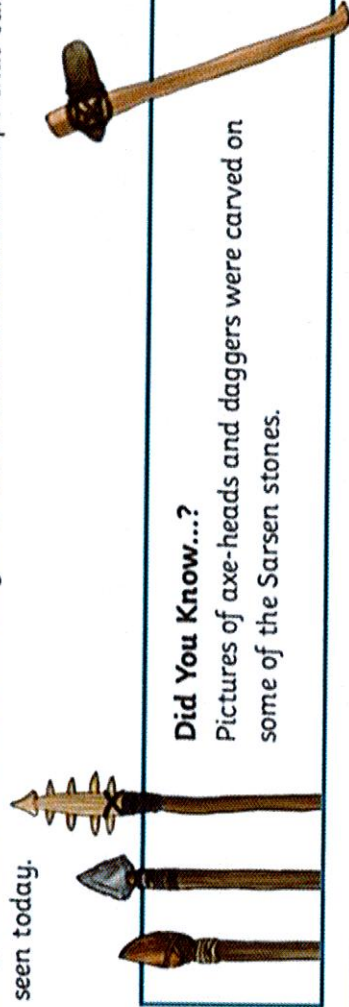 seen today.
Did You Know...?
Pictures of axe-heads and daggers were carved on
some of the Sarsen stones.